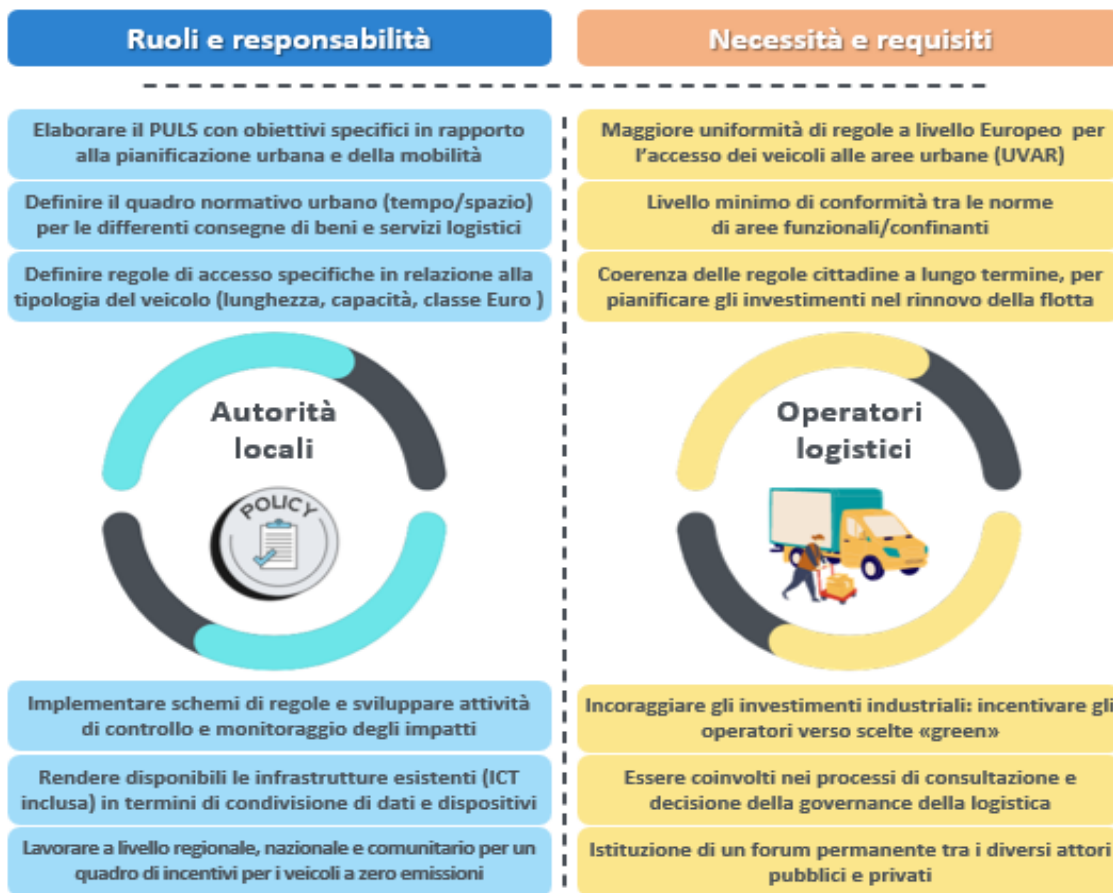 Ruoli e responsabilità
Elaborare il PULS con obiettivi specifici in rapporto
alla pianificazione urbana e della mobilità
Definire il quadro normativo urbano (tempo/spazio)
per le differenti consegne di beni e servizi logistici
Definire regole di accesso specifiche in relazione alla
tipologia del veicolo (lunghezza, capacità, classe Euro )
Autorità
locali
POLICY
Implementare schemi di regole e sviluppare attività
di controllo e monitoraggio degli impatti
Rendere disponibili le infrastrutture esistenti (ICT
inclusa) in termini di condivisione di dati e dispositivi
Lavorare a livello regionale, nazionale e comunitario per un
quadro di incentivi per i veicoli a zero emissioni
Necessità e requisiti
Maggiore uniformità di regole a livello Europeo per
l’accesso dei veicoli alle aree urbane (UVAR)
Livello minimo di conformità tra le norme
di aree funzionali/confinanti
Coerenza delle regole cittadine a lungo termine, per
pianificare gli investimenti nel rinnovo della flotta
Operatori
logistici
Incoraggiare gli investimenti industriali: incentivare gli
operatori verso scelte «green»
Essere coinvolti nei processi di consultazione e
decisione della governance della logistica
Istituzione di un forum permanente tra i diversi attori
pubblici e privati